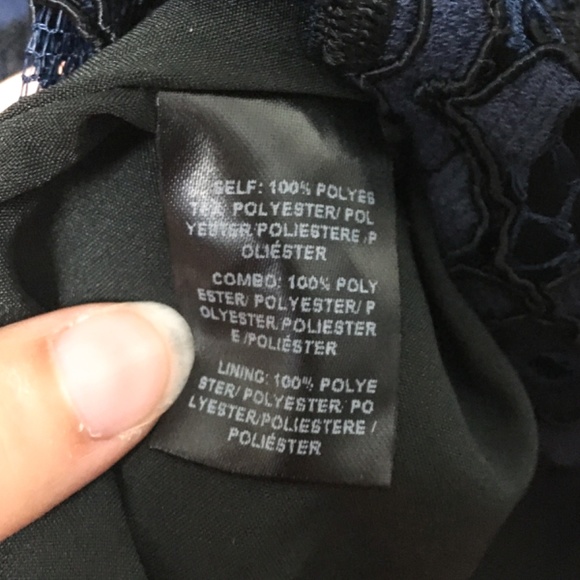 SELF: 100% POLYES
TER/ POLYESTER/ POL
YESTER/POLIESTERE/P
OLIÉSTER
COMBO: 100% POLY
ESTER/ POLYESTER/ P
OLYESTER/POLIESTER
E/POLIÉSTER
LINING: 100% POLYE
STER/ POLYESTER/ PO
LYESTER/POLIESTERE /
POLIÉSTER